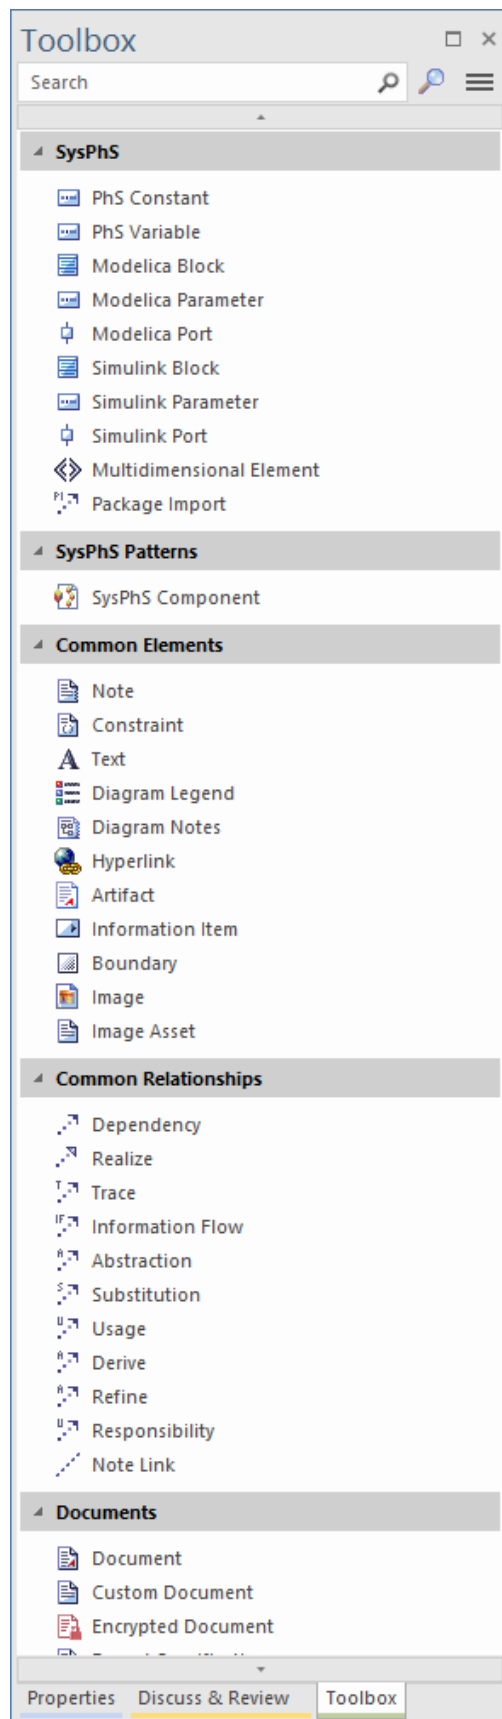 Toolbox
Search
SysPhS
PhS Constant
PhS Variable
Modelica Block
Modelica Parameter
Modelica Port
Simulink Block
Simulink Parameter
Simulink Port
Multidimensional Element
Package Import
SysPhS Patterns
SysPhS Component
Common Elements
Note
Constraint
Text
Diagram Legend
Diagram Notes
Hyperlink
Artifact
Information Item
Boundary
Image
Image Asset
Common Relationships
Dependency
Realize
Trace
Information Flow
Abstraction
Substitution
Usage
Derive
Refine
Responsibility
Note Link
Documents
Document
Custom Document
Encrypted Document
Properties Discuss & Review Toolbox